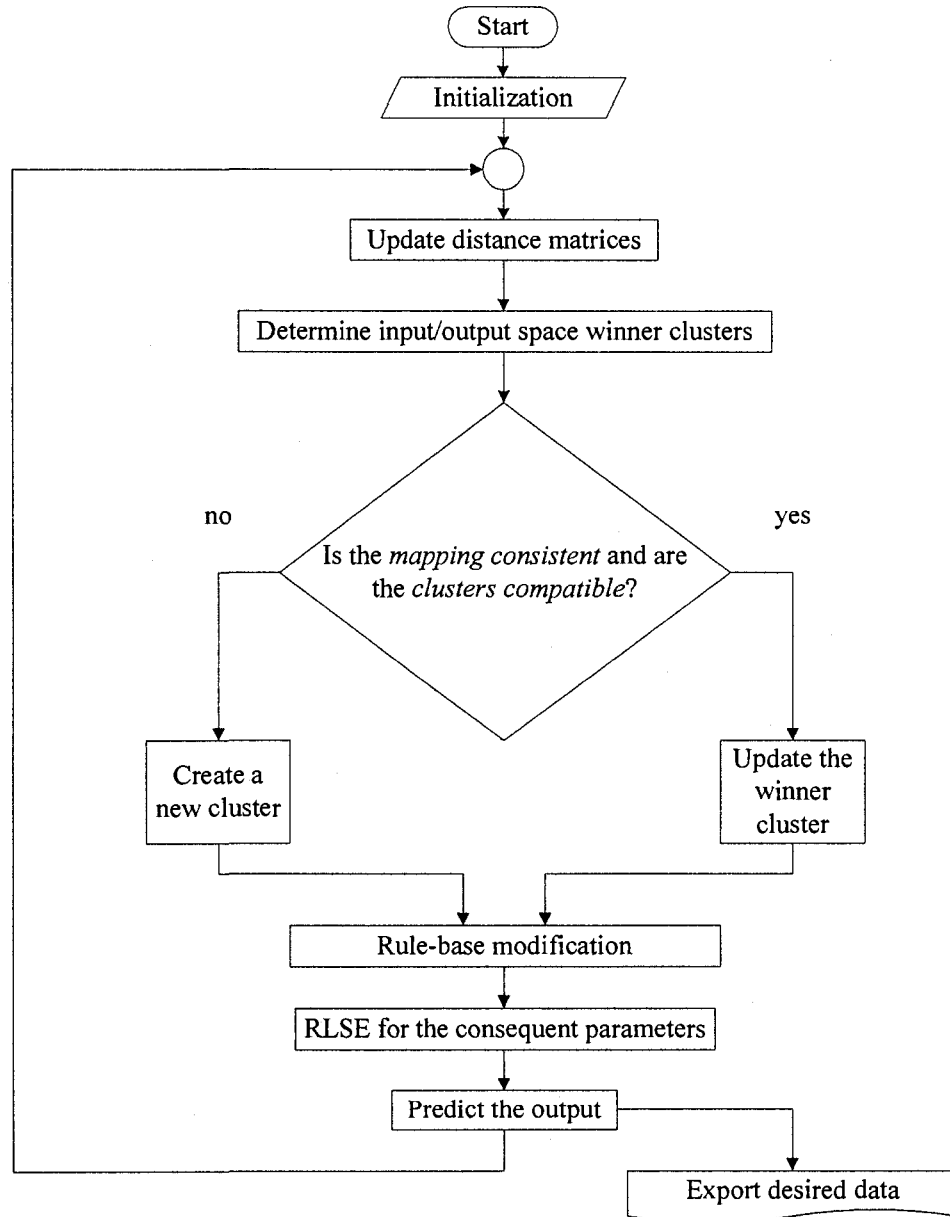 Start
Initialization
Update distance matrices
Determine input/output space winner clusters
no
yes
Is the mapping consistent and are
the clusters compatible?
Create a
new cluster
Update the
winner
cluster
Rule-base modification
RLSE for the consequent parameters
Predict the output
Export desired data